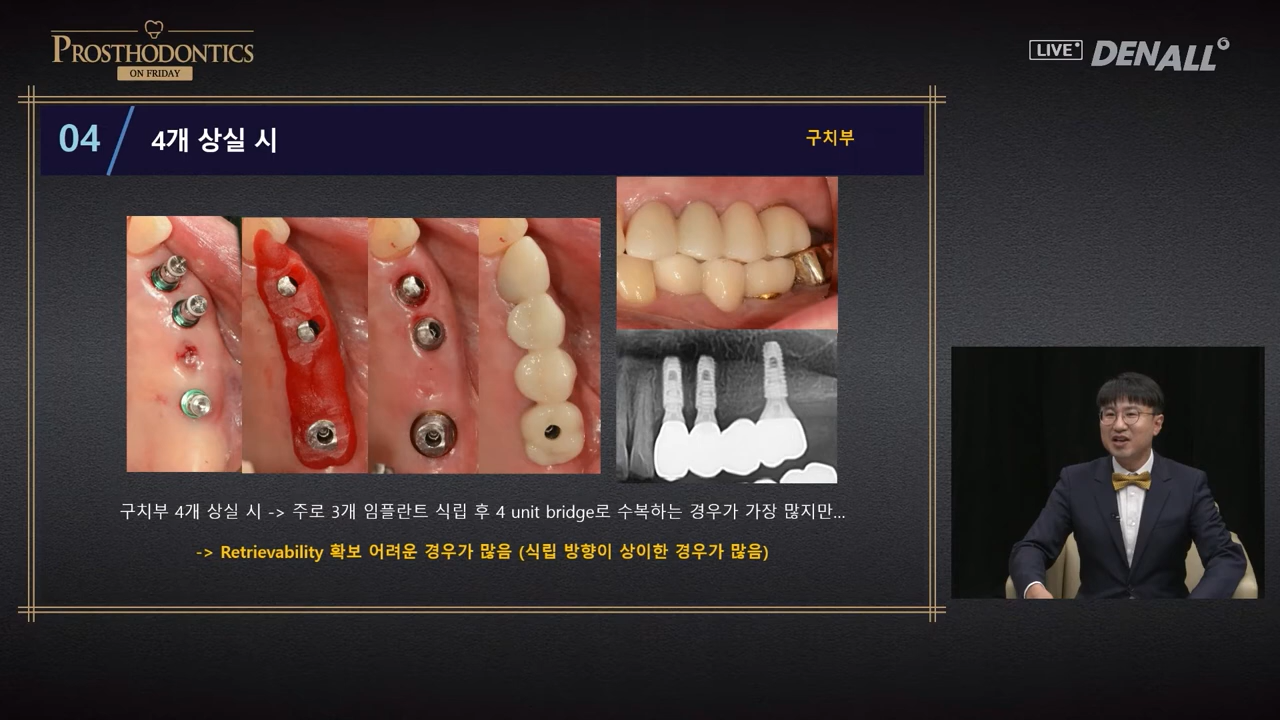 PROSTHODONTICS
ON FRIDAY
LIVE
DENALL
04
4개 상실 시
구치부
구치부 4개 상실 시 -> 주로 3개 임플란트 식립 후 4 unit bridge로 수복하는 경우가 가장 많지만...
-> Retrievability 확보 어려운 경우가 많음 (식립 방향이 상이한 경우가 많음)